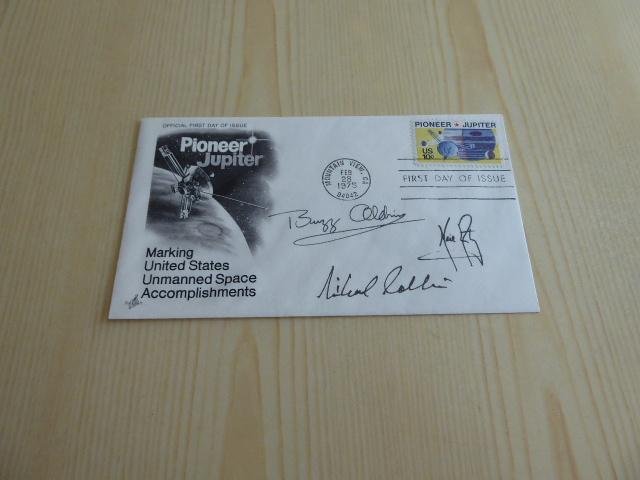 OFFICIAL FIRST DAY OF ISSUE
Pioneer
Jupiter
Marking
United States
Unmanned Space
Accomplishments
MOUNTAIN VIEW, CA
FEB
28
1975
94042
PIONEER ★ JUPITER
US
10c
FIRST DAY OF ISSUE
Buzz Aldrin
Michael Collins